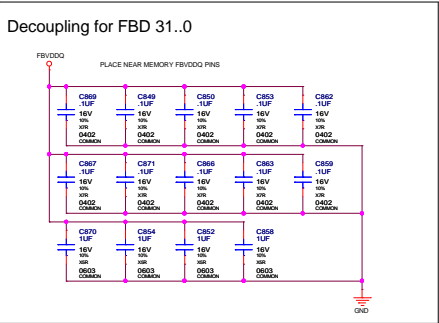 Decoupling for FBD 31..0
FBVDDQ
PLACE NEAR MEMORY FBVDDQ PINS
C869 C849 C850 C853 C862
.1UF .1UF .1UF .1UF .1UF
16V 16V 16V 16V 16V
10% 10% 10% 10% 10%
X7R X7R X7R X7R X7R
0402 0402 0402 0402 0402
COMMON COMMON COMMON COMMON COMMON
C867 C871 C866 C863 C859
.1UF .1UF .1UF .1UF .1UF
16V 16V 16V 16V 16V
10% 10% 10% 10% 10%
X7R X7R X7R X7R X7R
0402 0402 0402 0402 0402
COMMON COMMON COMMON COMMON COMMON
C870 C854 C852 C858
1UF 1UF 1UF 1UF
16V 16V 16V 16V
10% 10% 10% 10%
X5R X5R X5R X5R
0603 0603 0603 0603
COMMON COMMON COMMON COMMON
GND